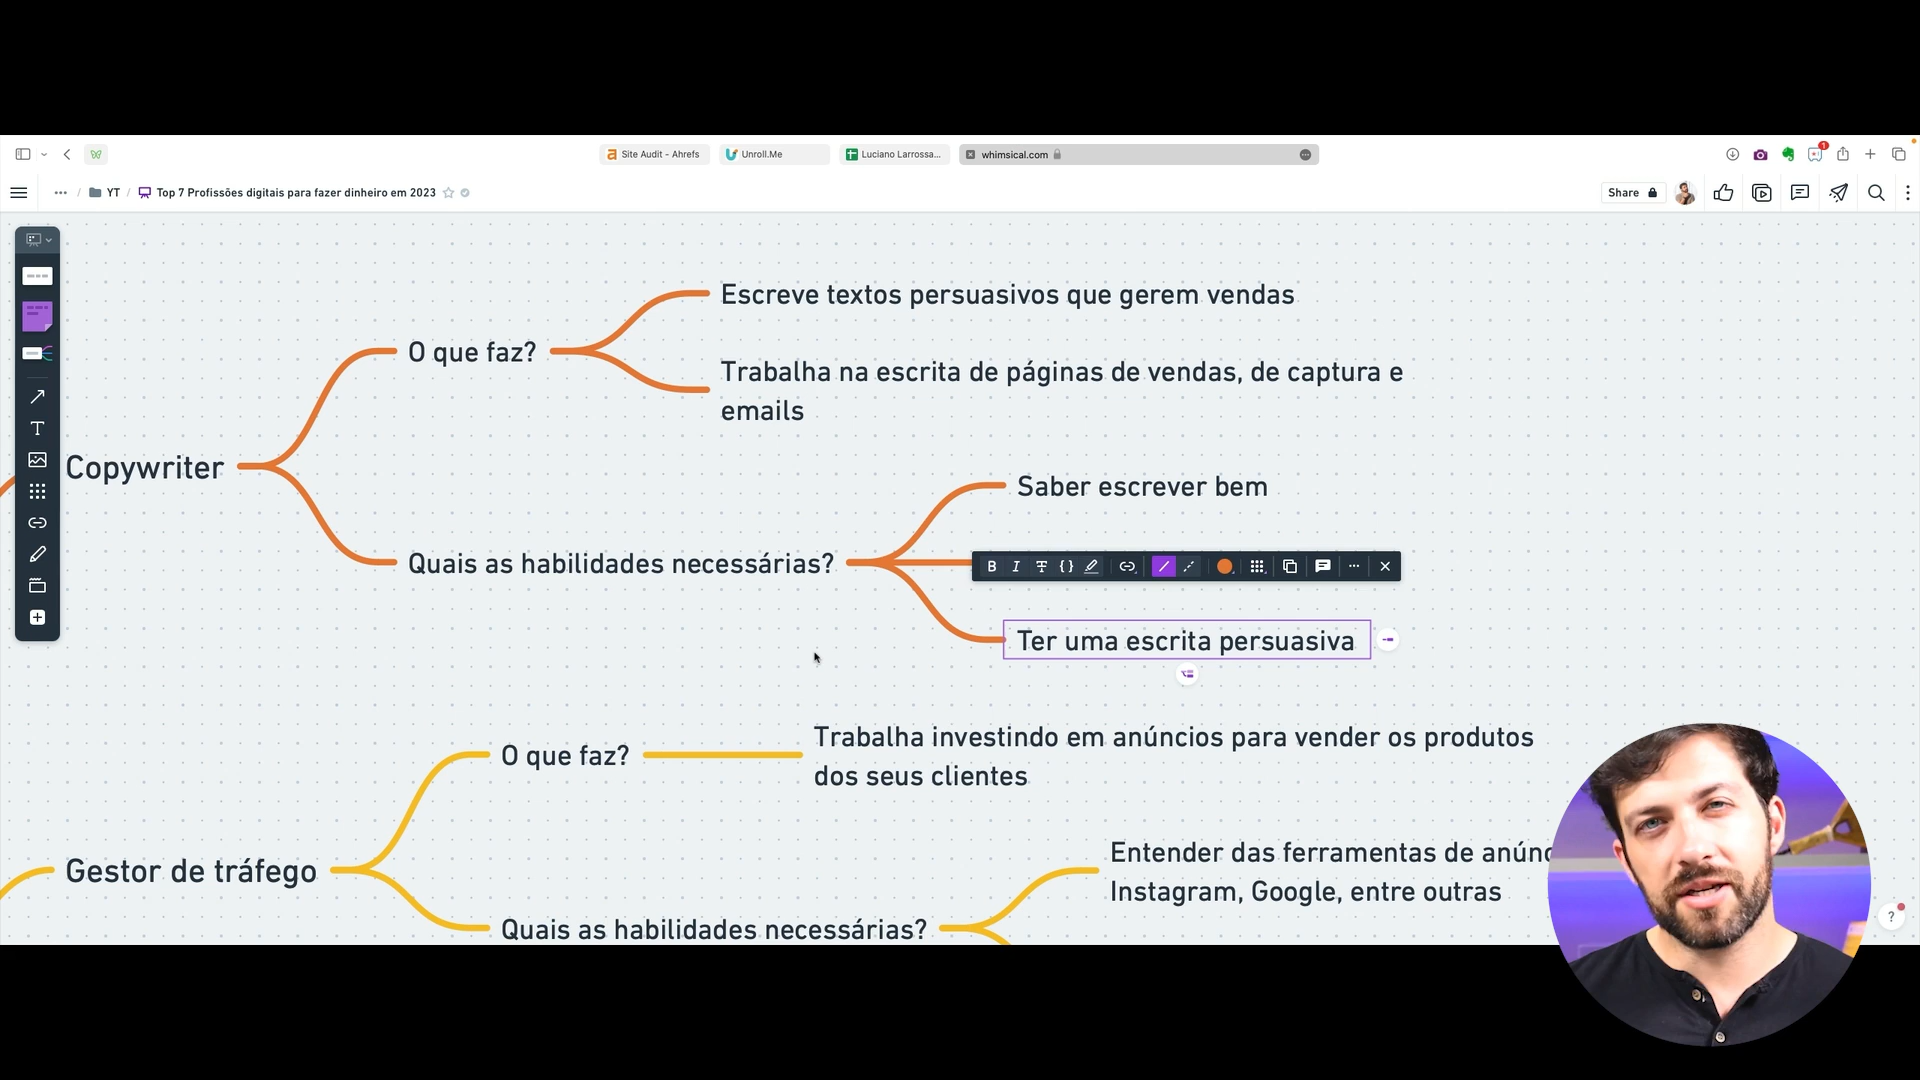 Site Audit - Ahrefs
Unroll.Me
Luciano Larrossa...
whimsical.com
1
... / YT / Top 7 Profissões digitais para fazer dinheiro em 2023
Share
Escreve textos persuasivos que gerem vendas
O que faz?
Trabalha na escrita de páginas de vendas, de captura e
emails
Copywriter
Saber escrever bem
Quais as habilidades necessárias?
B I T { }
Ter uma escrita persuasiva
Trabalha investindo em anúncios para vender os produtos
dos seus clientes
O que faz?
Gestor de tráfego
Entender das ferramentas de anúnc
Instagram, Google, entre outras
Quais as habilidades necessárias?
T
?